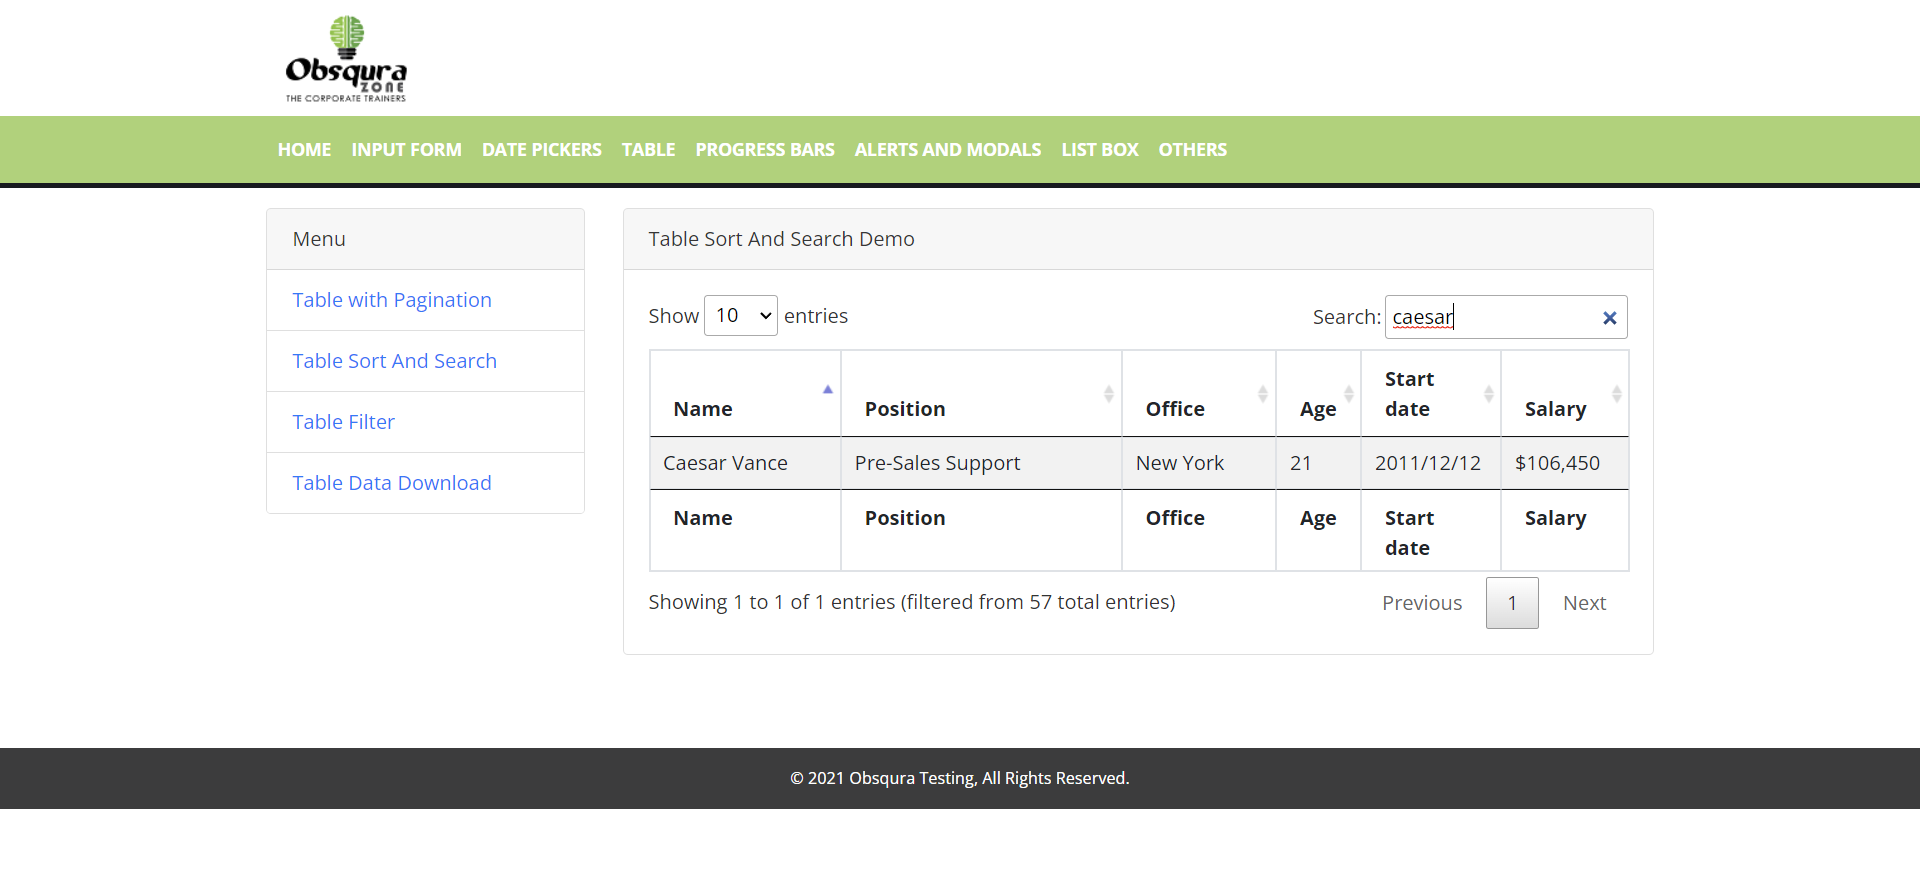 Obsqura
ZONE
THE CORPORATE TRAINERS
HOME INPUT FORM DATE PICKERS TABLE PROGRESS BARS ALERTS AND MODALS LIST BOX OTHERS
Menu
Table with Pagination
Table Sort And Search
Table Filter
Table Data Download
Table Sort And Search Demo
Show 10 entries
Search: caesar
Name Position Office Age Start date Salary
Caesar Vance Pre-Sales Support New York 21 2011/12/12 $106,450
Name Position Office Age Start date Salary
Showing 1 to 1 of 1 entries (filtered from 57 total entries)
Previous 1 Next
© 2021 Obsqura Testing, All Rights Reserved.